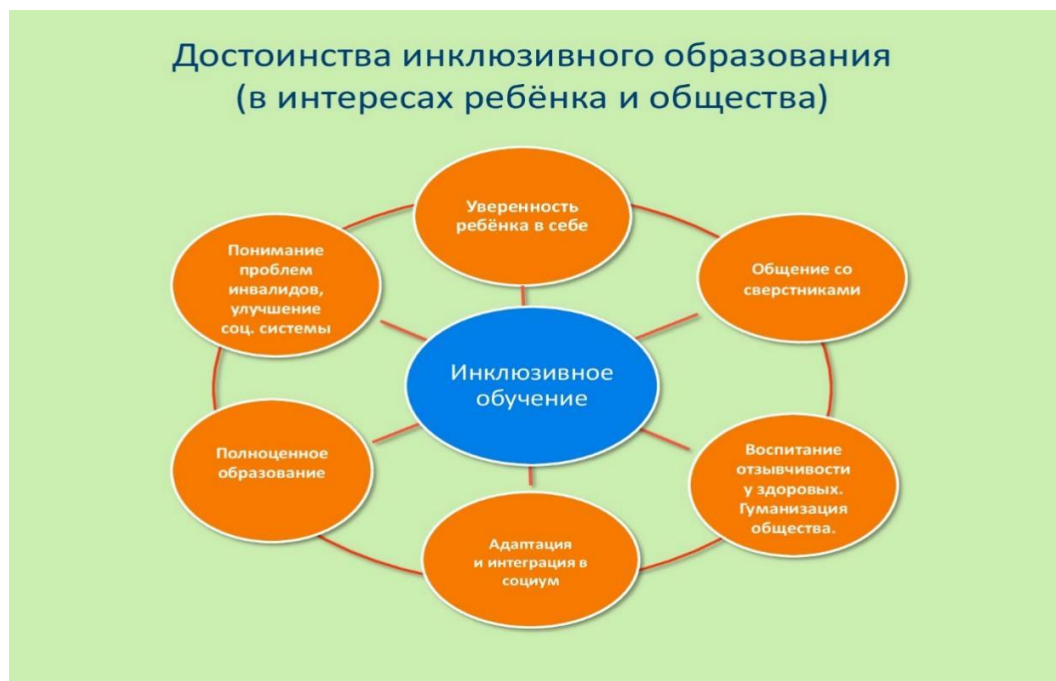 Достоинства инклюзивного образования
(в интересах ребёнка и общества)
Уверенность
ребёнка в себе
Общение со
сверстниками
Воспитание
отзывчивости
у здоровых.
Гуманизация
общества.
Адаптация
и интеграция в
социум
Полноценное
образование
Понимание
проблем
инвалидов,
улучшение
соц. системы
Инклюзивное
обучение